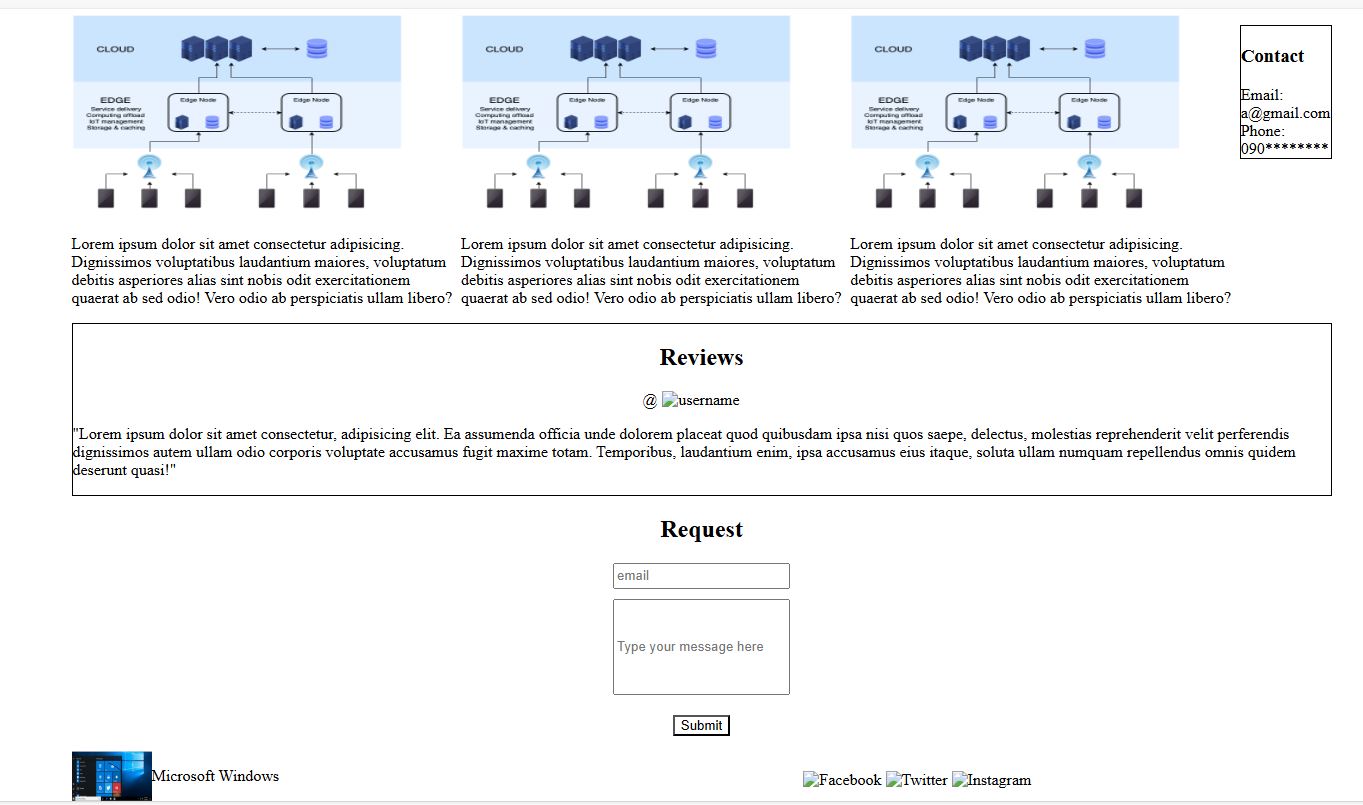 CLOUD
EDGE
Service delivery
Computing offload
IoT management
Storage & caching
Edge Node
Edge Node
CLOUD
EDGE
Service delivery
Computing offload
IoT management
Storage & caching
Edge Node
Edge Node
CLOUD
EDGE
Service delivery
Computing offload
IoT management
Storage & caching
Edge Node
Edge Node
Contact
Email:
a@gmail.com
Phone:
090********
Lorem ipsum dolor sit amet consectetur adipisicing.
Dignissimos voluptatibus laudantium maiores, voluptatum
debitis asperiores alias sint nobis odit exercitationem
quaerat ab sed odio! Vero odio ab perspiciatis ullam libero?
Lorem ipsum dolor sit amet consectetur adipisicing.
Dignissimos voluptatibus laudantium maiores, voluptatum
debitis asperiores alias sint nobis odit exercitationem
quaerat ab sed odio! Vero odio ab perspiciatis ullam libero?
Lorem ipsum dolor sit amet consectetur adipisicing.
Dignissimos voluptatibus laudantium maiores, voluptatum
debitis asperiores alias sint nobis odit exercitationem
quaerat ab sed odio! Vero odio ab perspiciatis ullam libero?
Reviews
@ username
"Lorem ipsum dolor sit amet consectetur, adipisicing elit. Ea assumenda officia unde dolorem placeat quod quibusdam ipsa nisi quos saepe, delectus, molestias reprehenderit velit perferendis
dignissimos autem ullam odio corporis voluptate accusamus fugit maxime totam. Temporibus, laudantium enim, ipsa accusamus eius itaque, soluta ullam numquam repellendus omnis quidem
deserunt quasi!"
Request
email
Type your message here
Submit
Microsoft Windows
Facebook Twitter Instagram